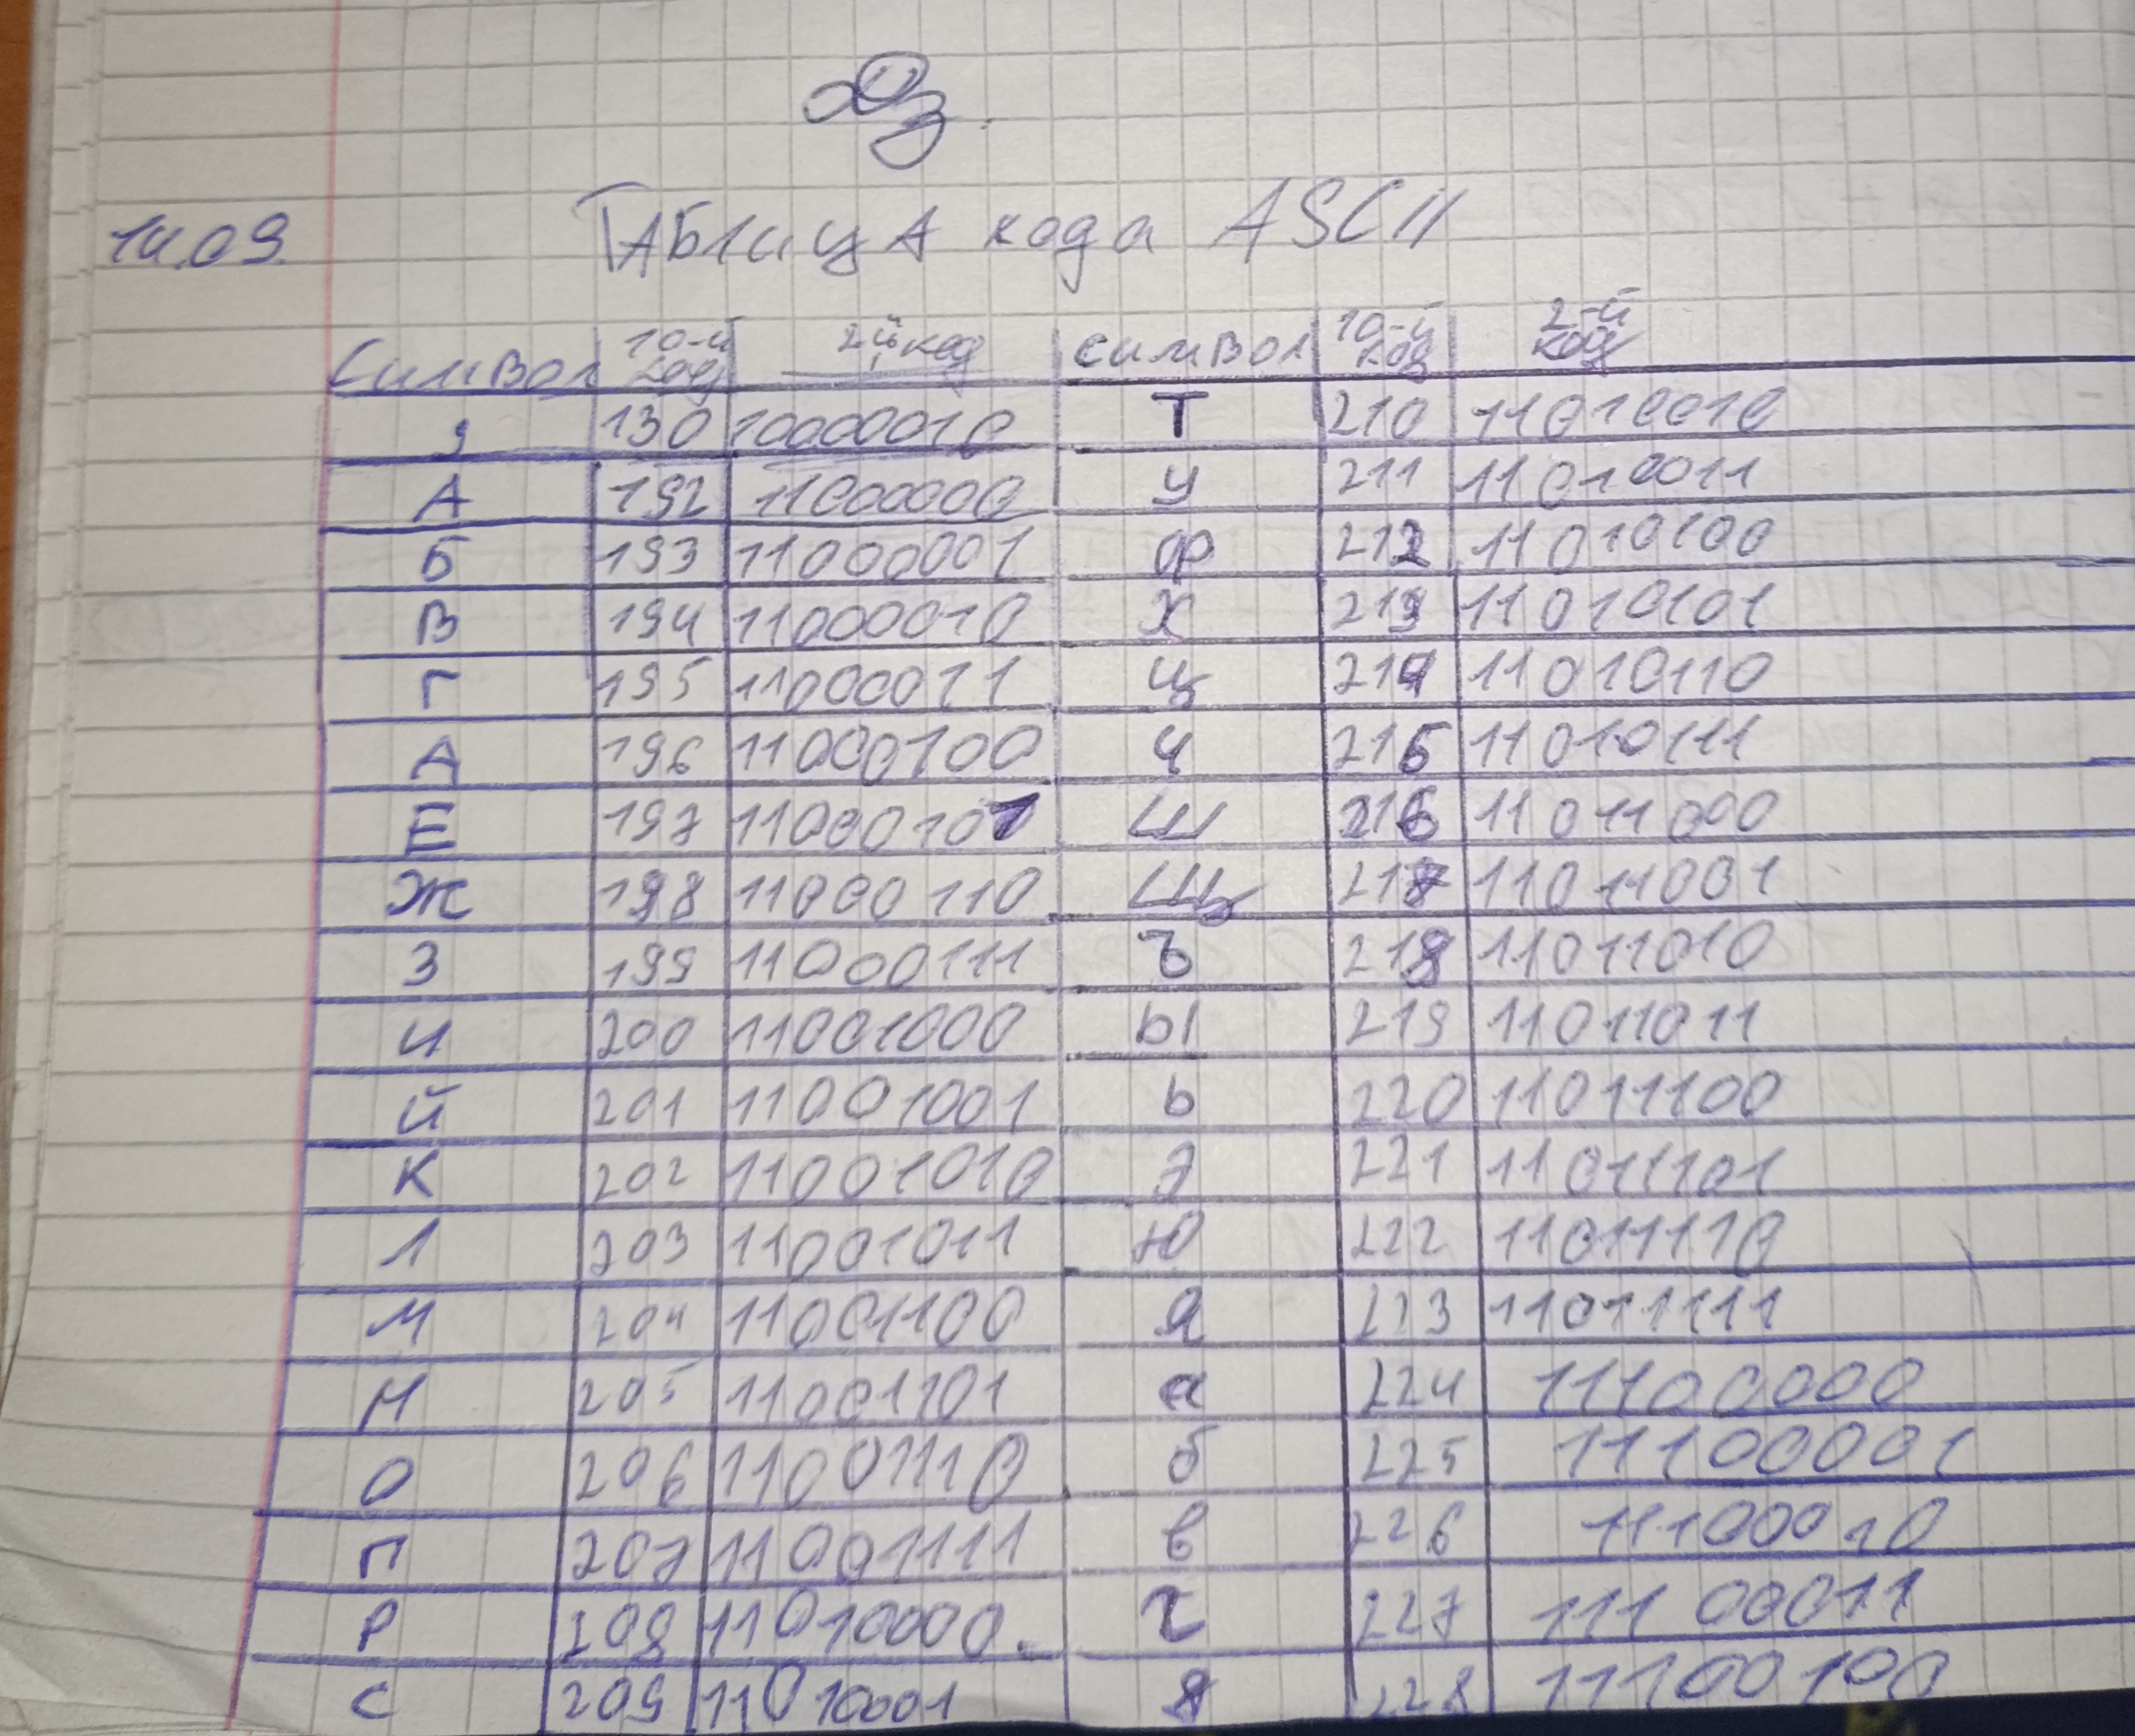 Дз.
14.09. Таблица кода ASCII
Символ 10-й код 2й код символ 10-й код 2-й код
, 130 10000010 Т 210 11010010
А 192 11000000 У 211 11010011
Б 193 11000001 Ф 212 11010100
В 194 11000010 Х 213 11010101
Г 195 11000011 Ц 214 11010110
Д 196 11000100 Ч 215 11010111
Е 197 11000101 Ш 216 11011000
Ж 198 11000110 Щ 217 11011001
З 199 11000111 Ъ 218 11011010
И 200 11001000 Ы 219 11011011
Й 201 11001001 Ь 220 11011100
К 202 11001010 Э 221 11011101
Л 203 11001011 Ю 222 11011110
М 204 11001100 Я 223 11011111
Н 205 11001101 а 224 11100000
О 206 11001110 б 225 11100001
П 207 11001111 в 226 11100010
Р 208 11010000. г 227 11100011
С 209 11010001 д 228 11100100